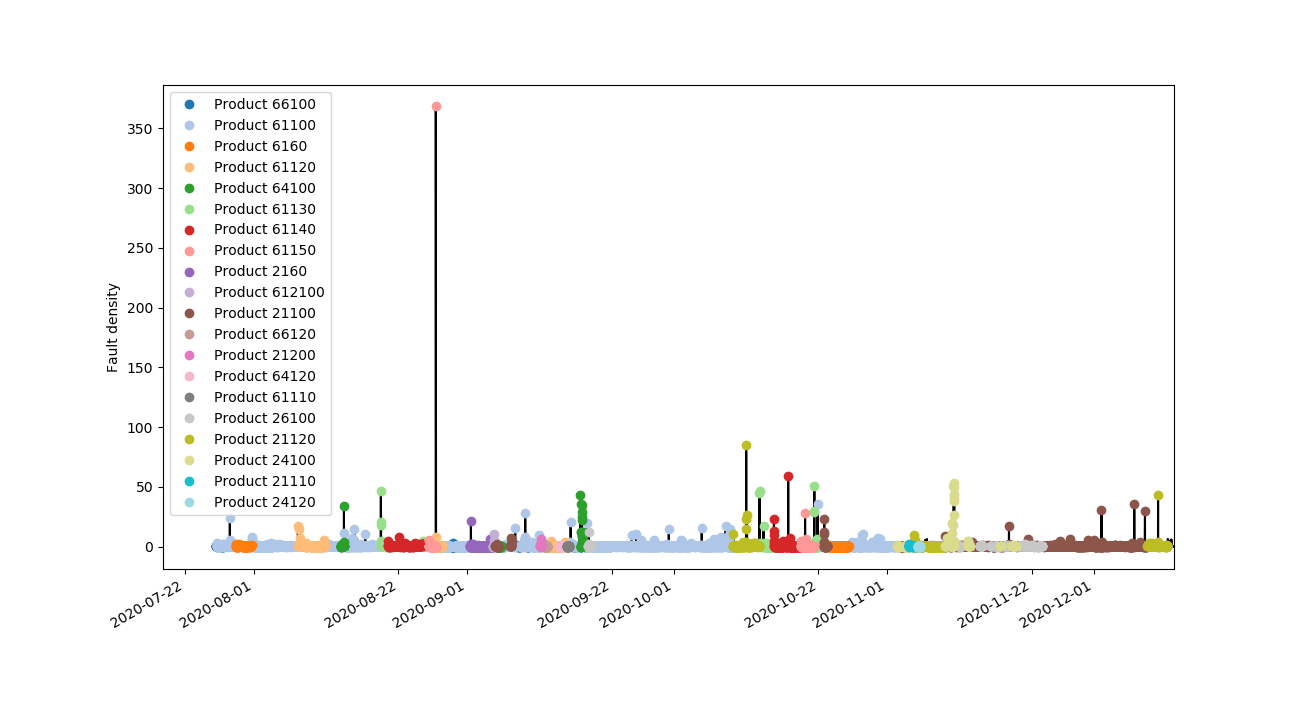 Product 66100
Product 61100
Product 6160
Product 61120
Product 64100
Product 61130
Product 61140
Product 61150
Product 2160
Product 612100
Product 21100
Product 66120
Product 21200
Product 64120
Product 61110
Product 26100
Product 21120
Product 24100
Product 21110
Product 24120
Fault density
350
300
250
200
150
100
50
0
2020-07-22
2020-08-01
2020-08-22
2020-09-01
2020-09-22
2020-10-01
2020-10-22
2020-11-01
2020-11-22
2020-12-01